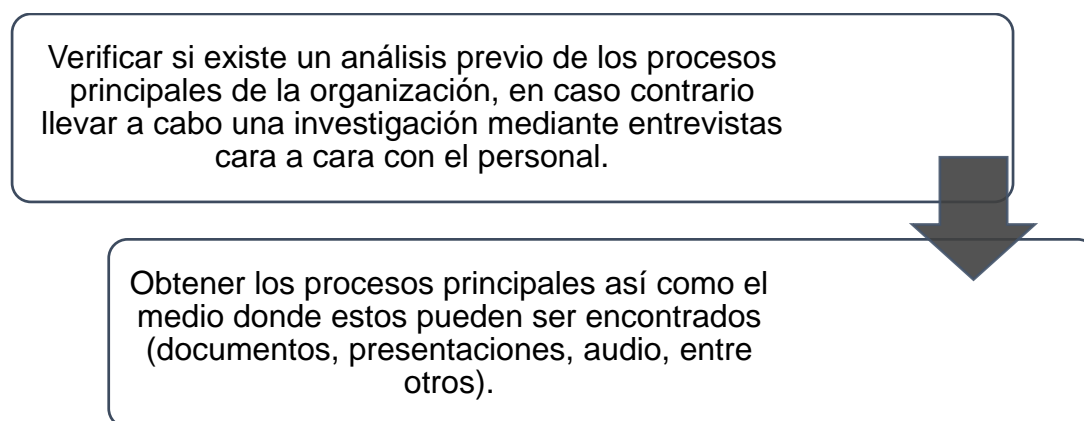 Verificar si existe un análisis previo de los procesos
principales de la organización, en caso contrario
llevar a cabo una investigación mediante entrevistas
cara a cara con el personal.
Obtener los procesos principales así como el
medio donde estos pueden ser encontrados
(documentos, presentaciones, audio, entre
otros).